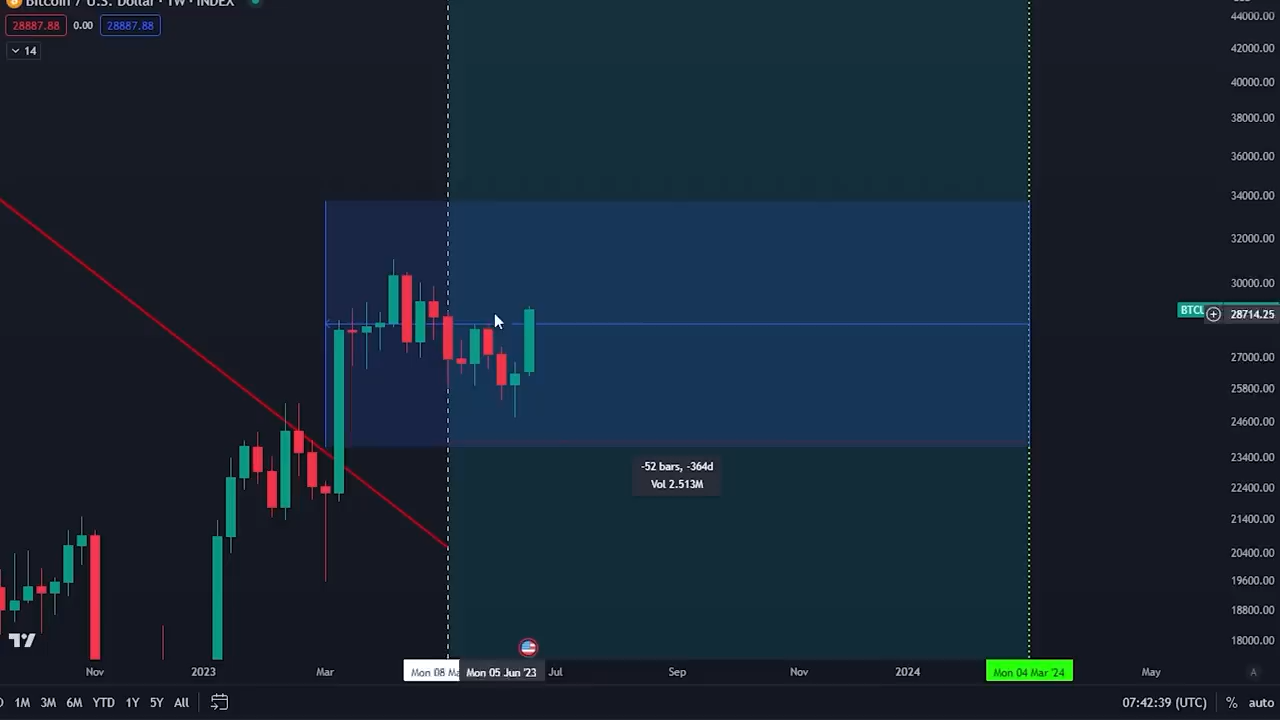 Bitcoin / U.S. Dollar · 1W · INDEX
28887.88 0.00 28887.88
14
44000.00
42000.00
40000.00
38000.00
36000.00
34000.00
32000.00
30000.00
BTCU 28714.25
27000.00
25800.00
24600.00
23400.00
22400.00
21400.00
20400.00
19600.00
18800.00
18000.00
-52 bars, -364d
Vol 2.513M
Nov 2023 Mar Mon 08 Ma Mon 05 Jun '23 Jul Sep Nov 2024 Mon 04 Mar '24 May A
1M 3M 6M YTD 1Y 5Y All 07:42:39 (UTC) % auto